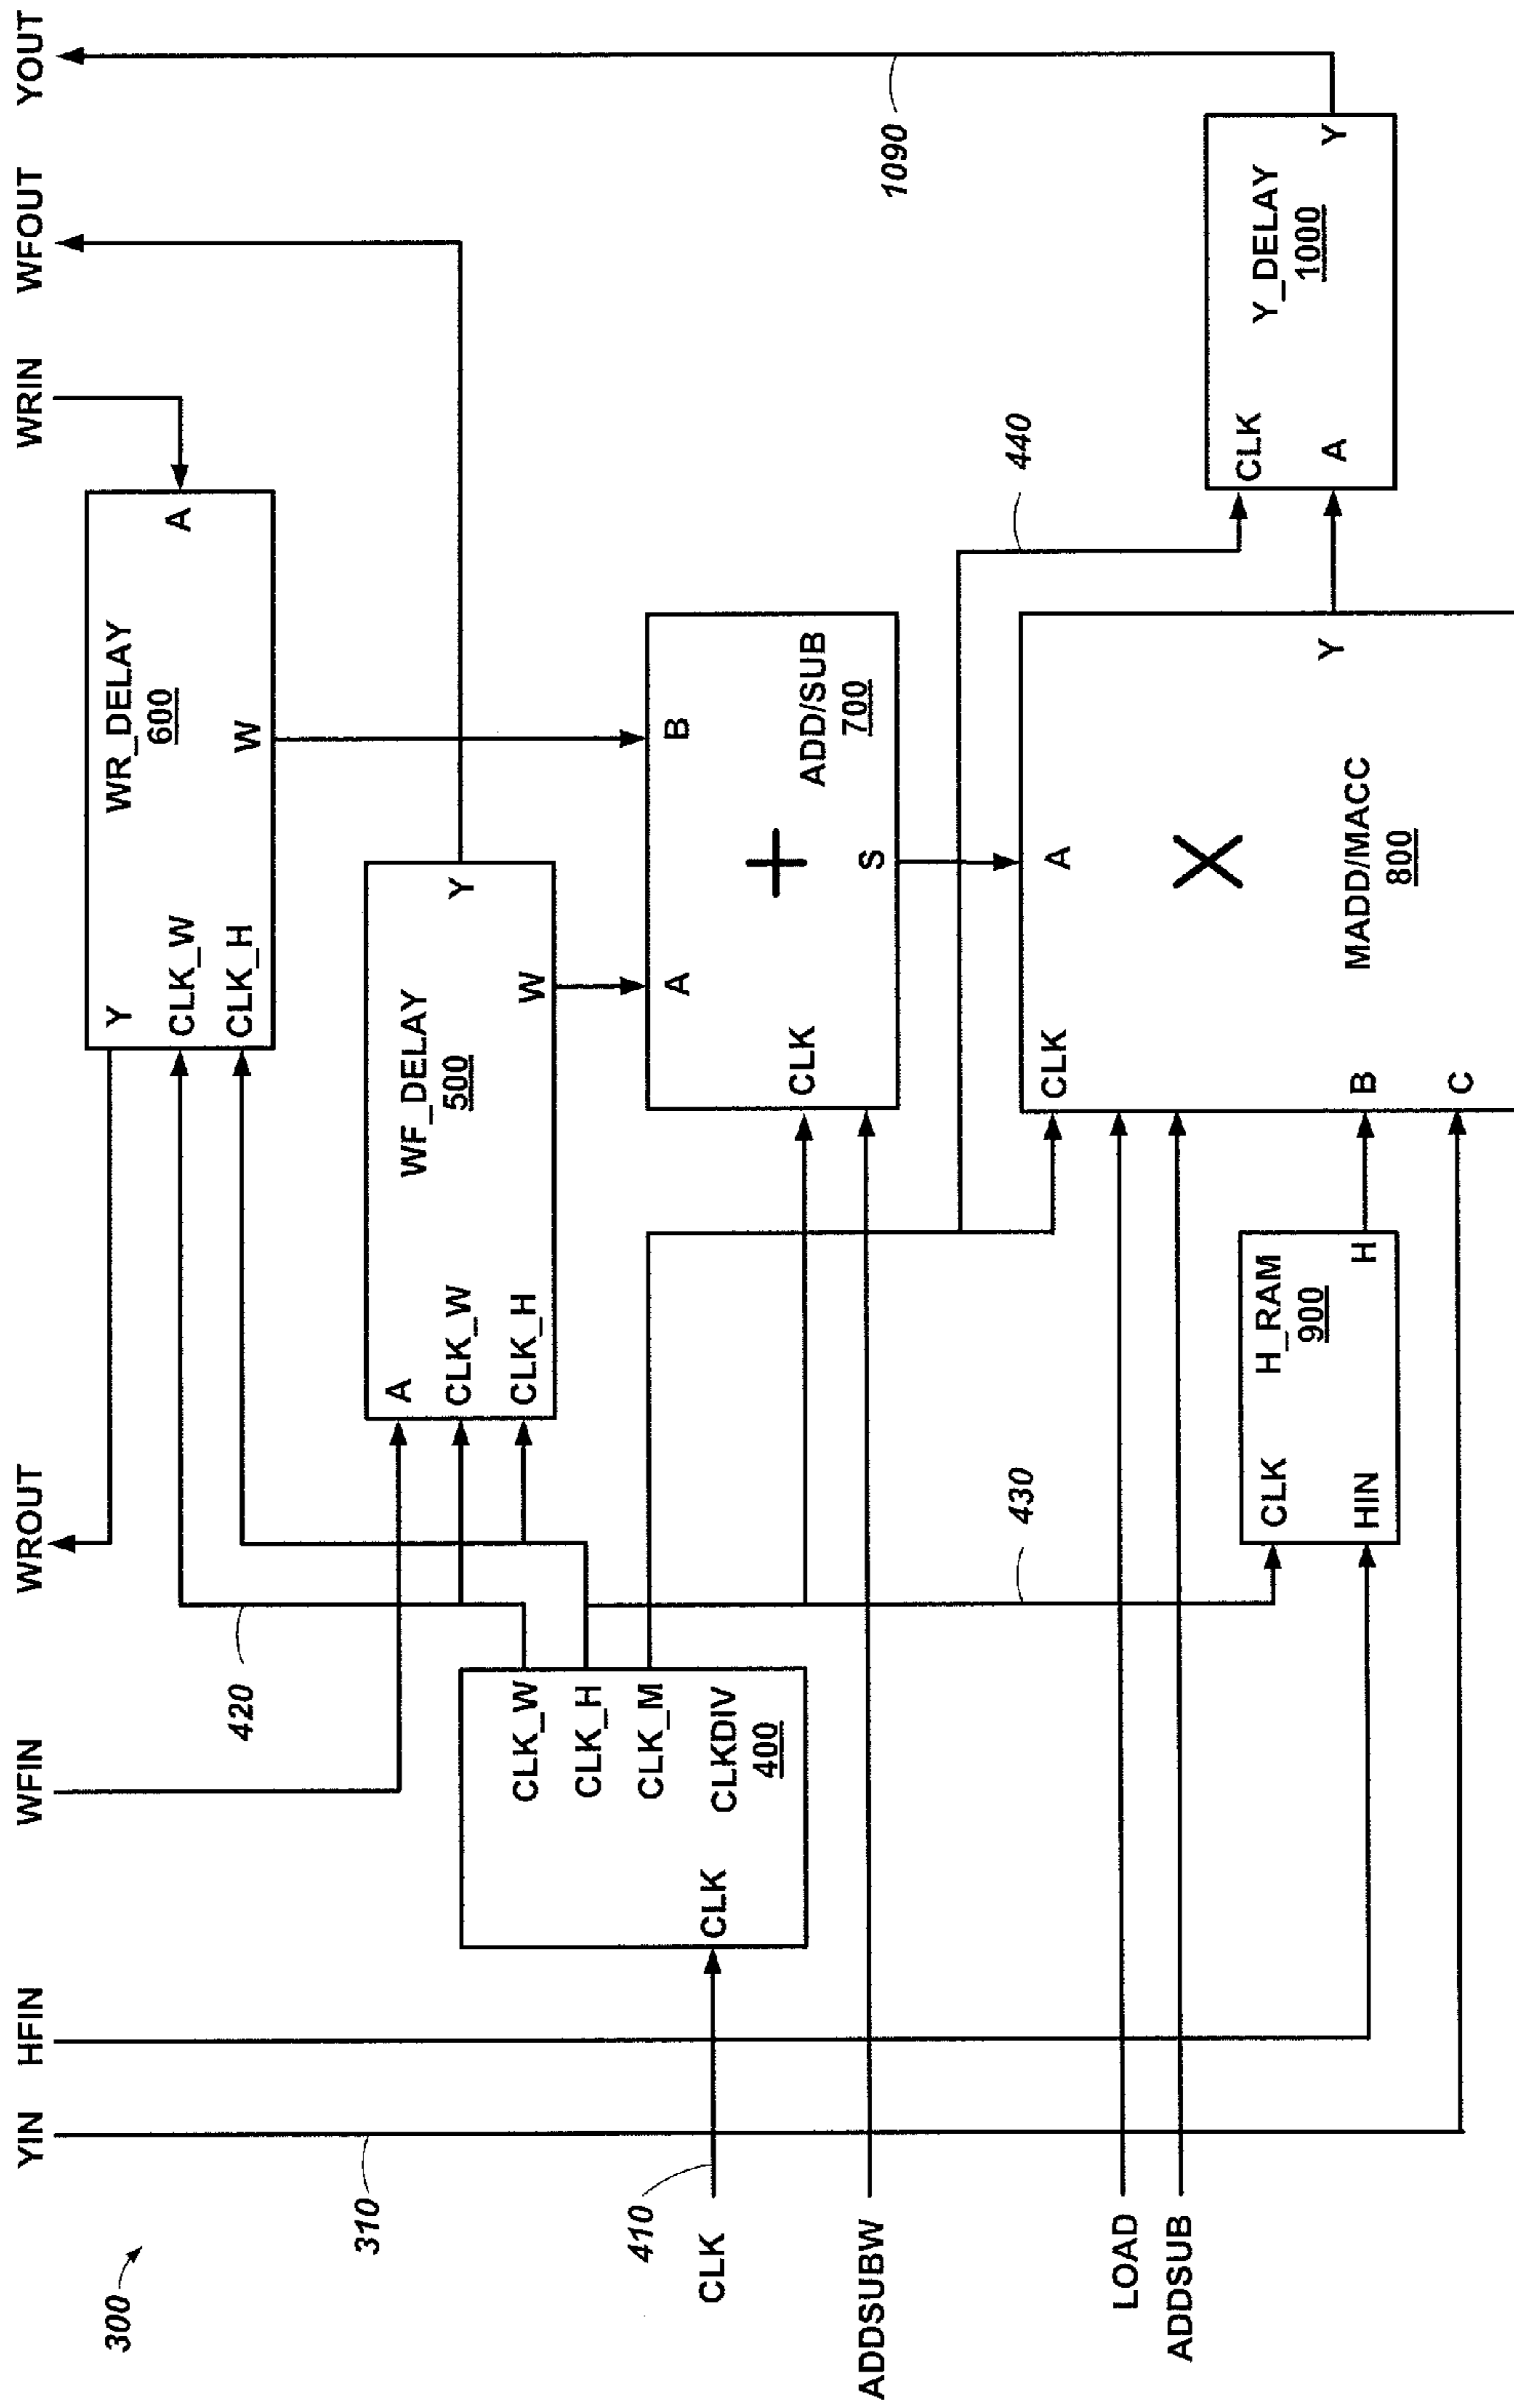 300
YIN
HFIN
WFIN
WROUT
WRIN
WFOUT
YOUT
310
420
Y
CLK_W
CLK_H
WR_DELAY
600
W
A
A
CLK_W
CLK_H
WF_DELAY
500
W
Y
410
CLK
CLK
CLK_W
CLK_H
CLK_M
CLKDIV
400
ADDSUBW
CLK
A
B
+
S
ADD/SUB
700
1090
440
430
LOAD
ADDSUB
CLK
HIN
H_RAM
900
H
CLK
B
C
A
X
MADD/MACC
800
Y
CLK
A
Y_DELAY
1000
Y